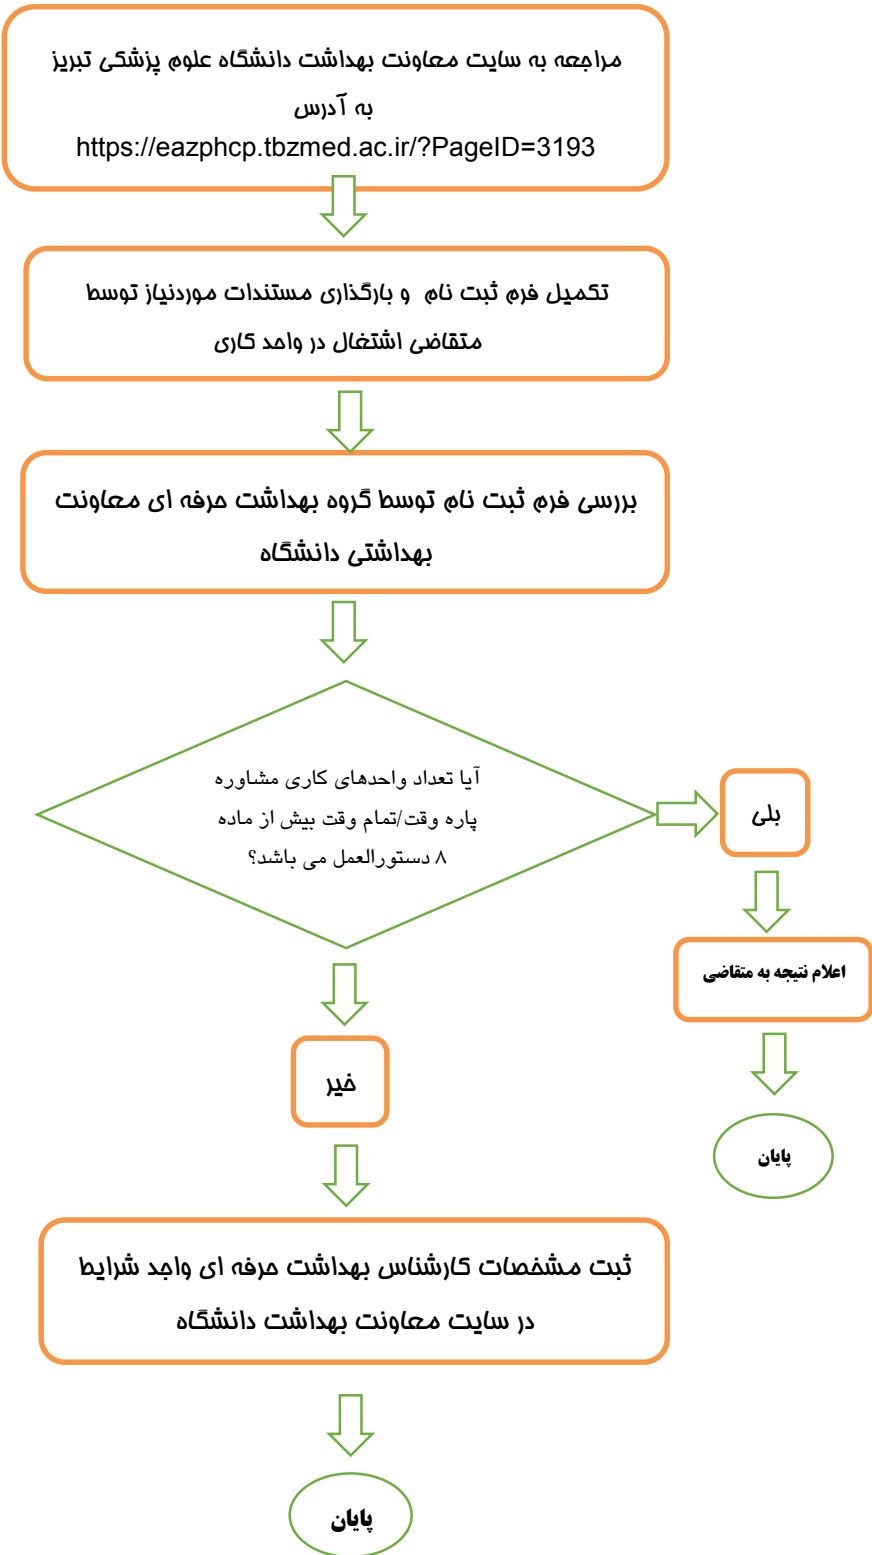 مراجعه به سایت معاونت بهداشت دانشگاه علوم پزشکی تبریز
به آدرس
https://eazphcp.tbzmed.ac.ir/?PageID=3193
تکمیل فرم ثبت نام و بارگذاری مستندات موردنیاز توسط
متقاضی اشتغال در واحد کاری
بررسی فرم ثبت نام توسط گروه بهداشت حرفه ای معاونت
بهداشتی دانشگاه
آیا تعداد واحدهای کاری مشاوره
پاره وقت/تمام وقت بیش از ماده
۸ دستورالعمل می باشد؟
بلی
اعلام نتیجه به متقاضی
پایان
خیر
ثبت مشخصات کارشناس بهداشت حرفه ای واجد شرایط
در سایت معاونت بهداشت دانشگاه
پایان